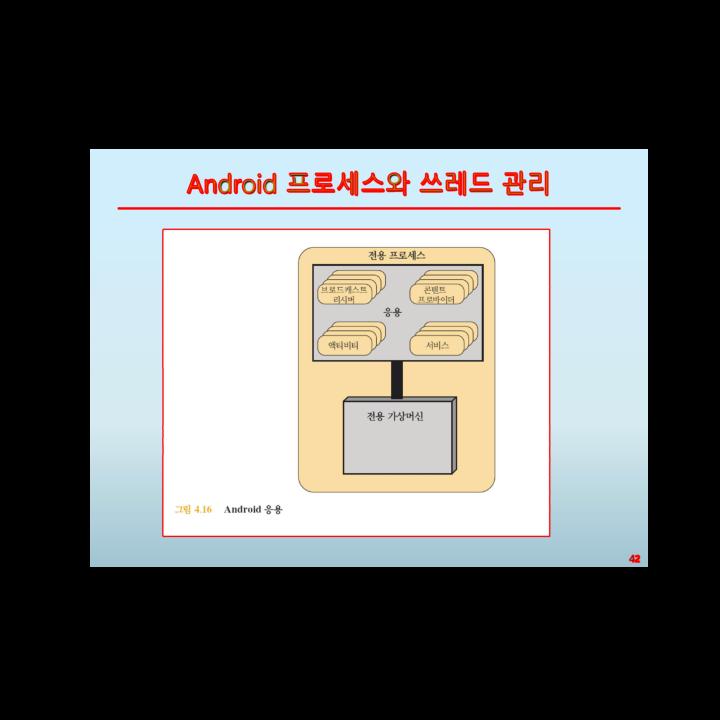 Android 프로세스와 쓰레드 관리
전용 프로세스
브로드캐스트
리시버
콘텐트
프로바이더
응용
액티비티
서비스
전용 가상머신
그림 4.16 Android 응용
42